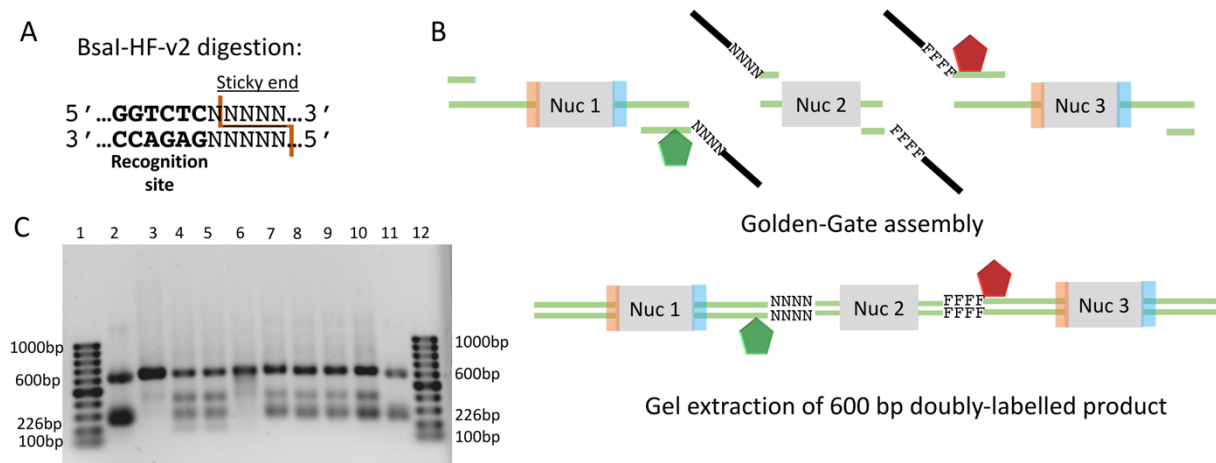 A
BsaI-HF-v2 digestion:
Sticky end
5 ′ …GGTCTCNNNNN…3 ′
3 ′ …CCAGAGNNNNN…5 ′
Recognition
site
B
NNNN
FFFF
Nuc 1
Nuc 2
Nuc 3
NNNN
FFFF
Golden-Gate assembly
NNNN
FFFF
Nuc 1
Nuc 2
Nuc 3
NNNN
FFFF
Gel extraction of 600 bp doubly-labelled product
C
1 2 3 4 5 6 7 8 9 10 11 12
1000bp
600bp
226bp
100bp
1000bp
600bp
226bp
100bp